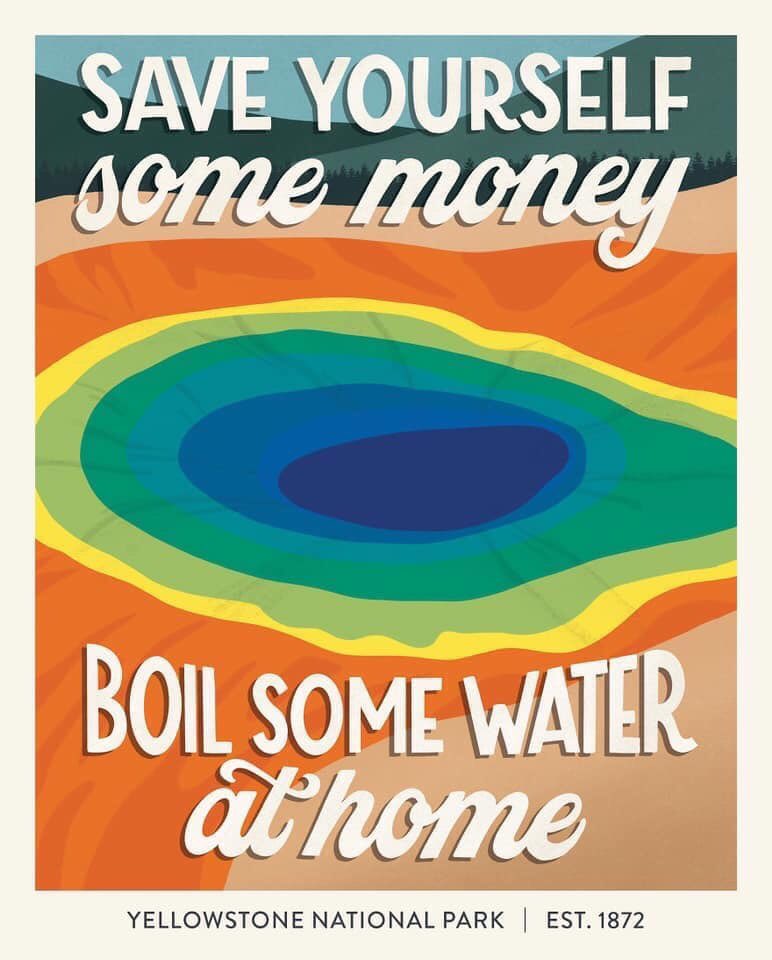 SAVE YOURSELF
some money
BOIL SOME WATER
at home
YELLOWSTONE NATIONAL PARK | EST. 1872